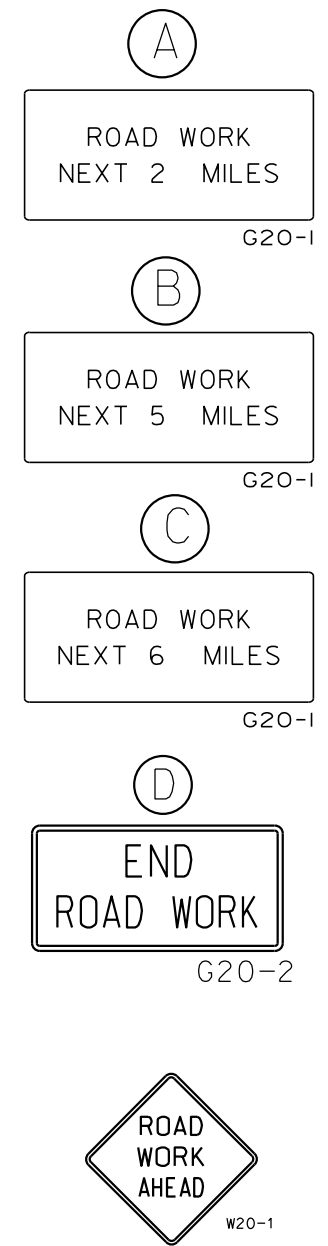 A
ROAD WORK
NEXT 2 MILES
G20-1
B
ROAD WORK
NEXT 5 MILES
G20-1
C
ROAD WORK
NEXT 6 MILES
G20-1
D
END
ROAD WORK
G20-2
ROAD
WORK
AHEAD
W20-1